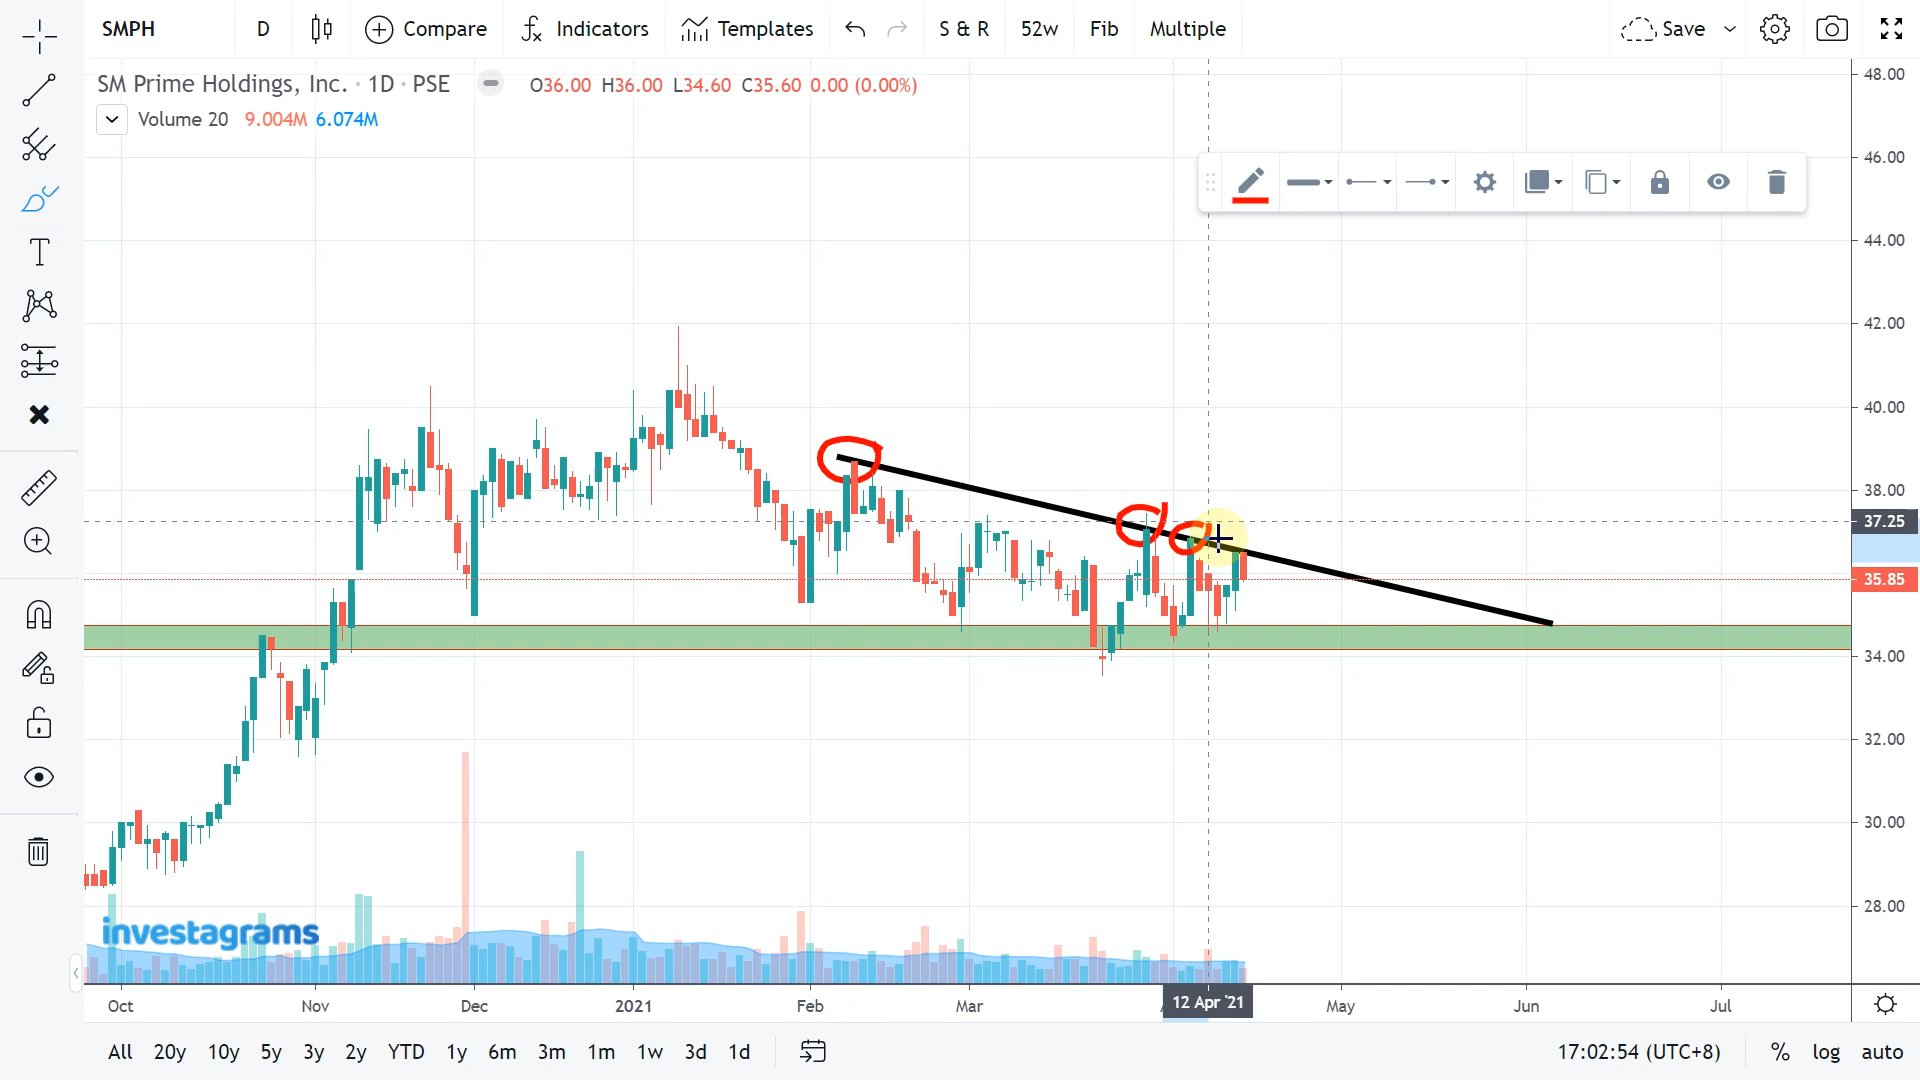 SMPH D Compare Indicators Templates S & R 52w Fib Multiple Save
SM Prime Holdings, Inc. · 1D · PSE O36.00 H36.00 L34.60 C35.60 0.00 (0.00%)
Volume 20 9.004M 6.074M
48.00
46.00
44.00
42.00
40.00
38.00
37.25
35.85
34.00
32.00
30.00
28.00
investagrams
Oct Nov Dec 2021 Feb Mar 12 Apr '21 May Jun Jul
All 20y 10y 5y 3y 2y YTD 1y 6m 3m 1m 1w 3d 1d 17:02:54 (UTC+8) % log auto